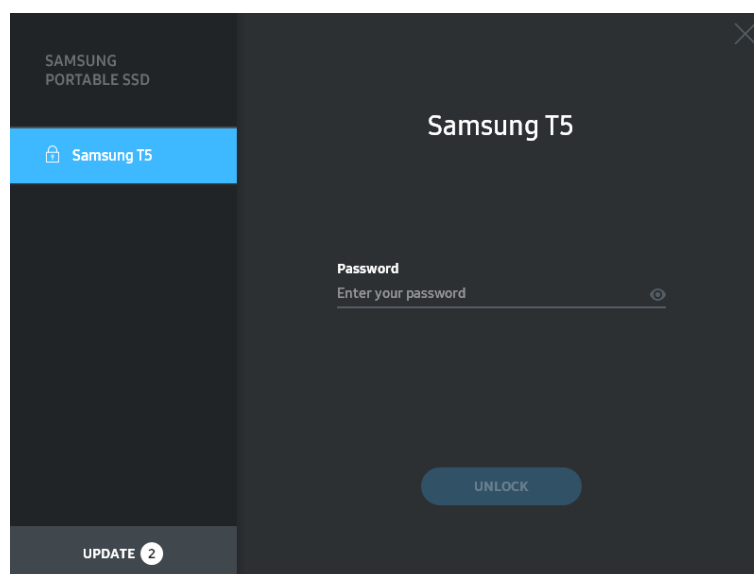 SAMSUNG
PORTABLE SSD
Samsung T5
Samsung T5
Password
Enter your password
UNLOCK
UPDATE 2